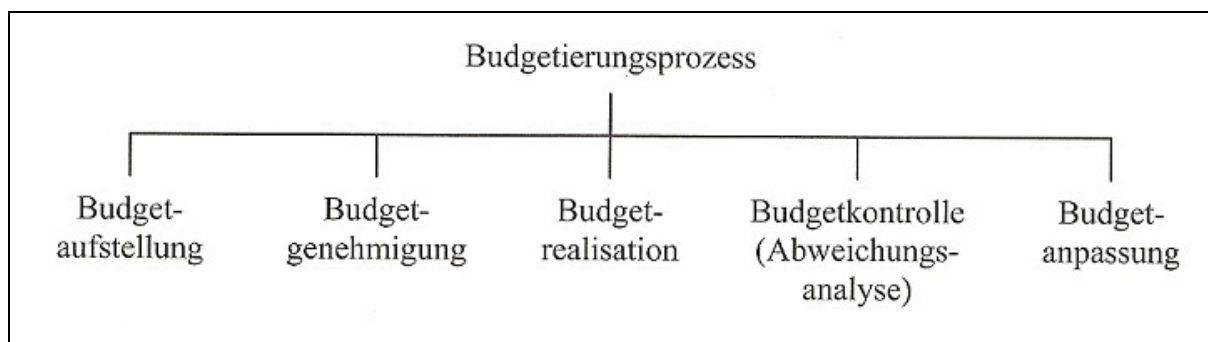 Budgetierungsprozess
Budget-
aufstellung
Budget-
genehmigung
Budget-
realisation
Budgetkontrolle
(Abweichungs-
analyse)
Budget-
anpassung